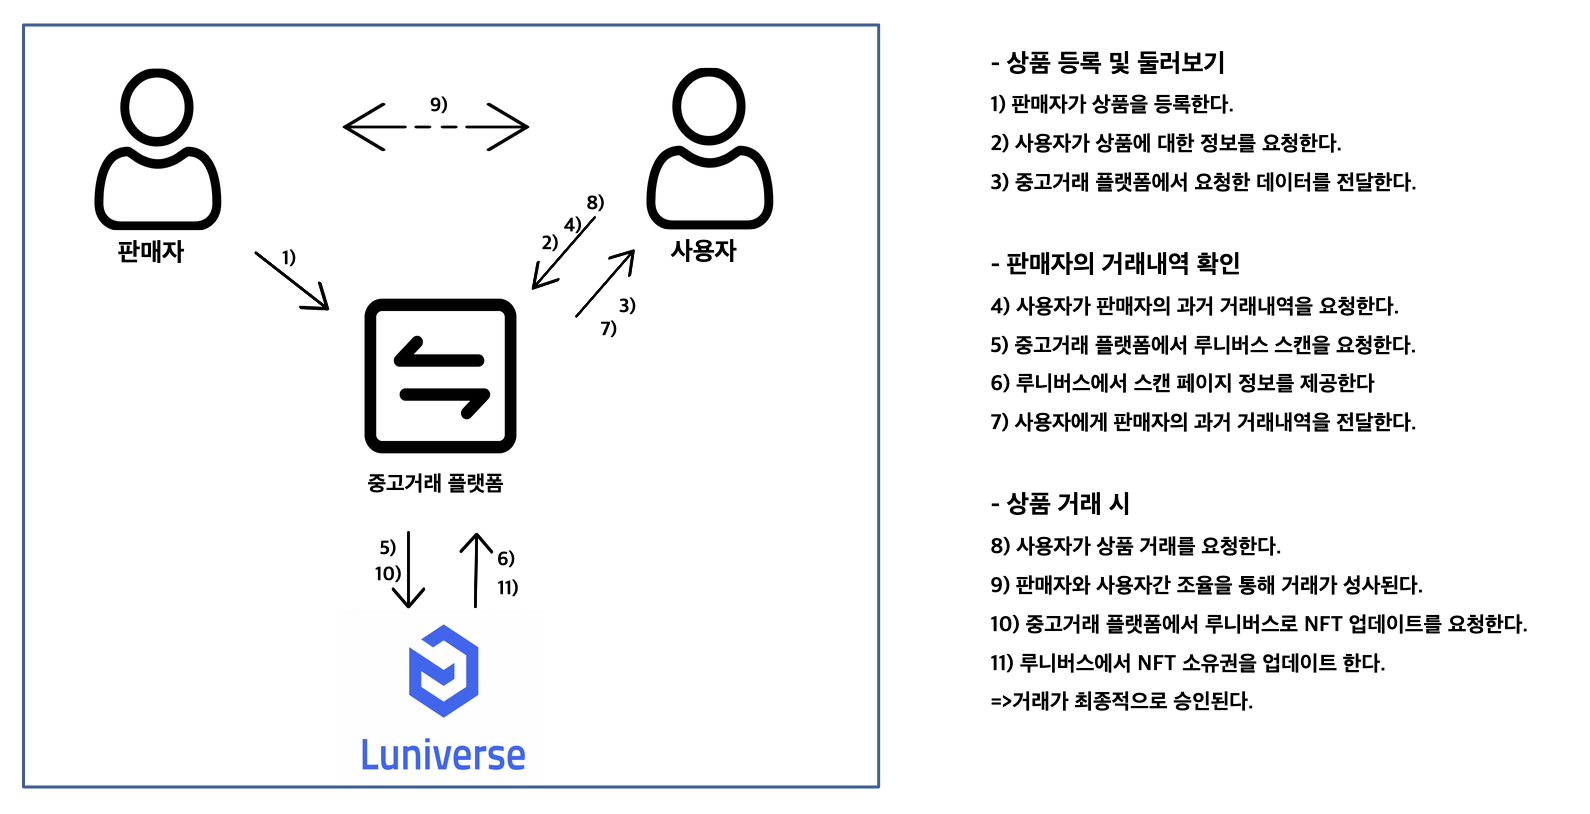 9)
8)
4)
2)
판매자
사용자
1)
3)
7)
중고거래 플랫폼
5)
6)
10)
11)
Luniverse
- 상품 등록 및 둘러보기
1) 판매자가 상품을 등록한다.
2) 사용자가 상품에 대한 정보를 요청한다.
3) 중고거래 플랫폼에서 요청한 데이터를 전달한다.
- 판매자의 거래내역 확인
4) 사용자가 판매자의 과거 거래내역을 요청한다.
5) 중고거래 플랫폼에서 루니버스 스캔을 요청한다.
6) 루니버스에서 스캔 페이지 정보를 제공한다
7) 사용자에게 판매자의 과거 거래내역을 전달한다.
- 상품 거래 시
8) 사용자가 상품 거래를 요청한다.
9) 판매자와 사용자간 조율을 통해 거래가 성사된다.
10) 중고거래 플랫폼에서 루니버스로 NFT 업데이트를 요청한다.
11) 루니버스에서 NFT 소유권을 업데이트 한다.
=>거래가 최종적으로 승인된다.